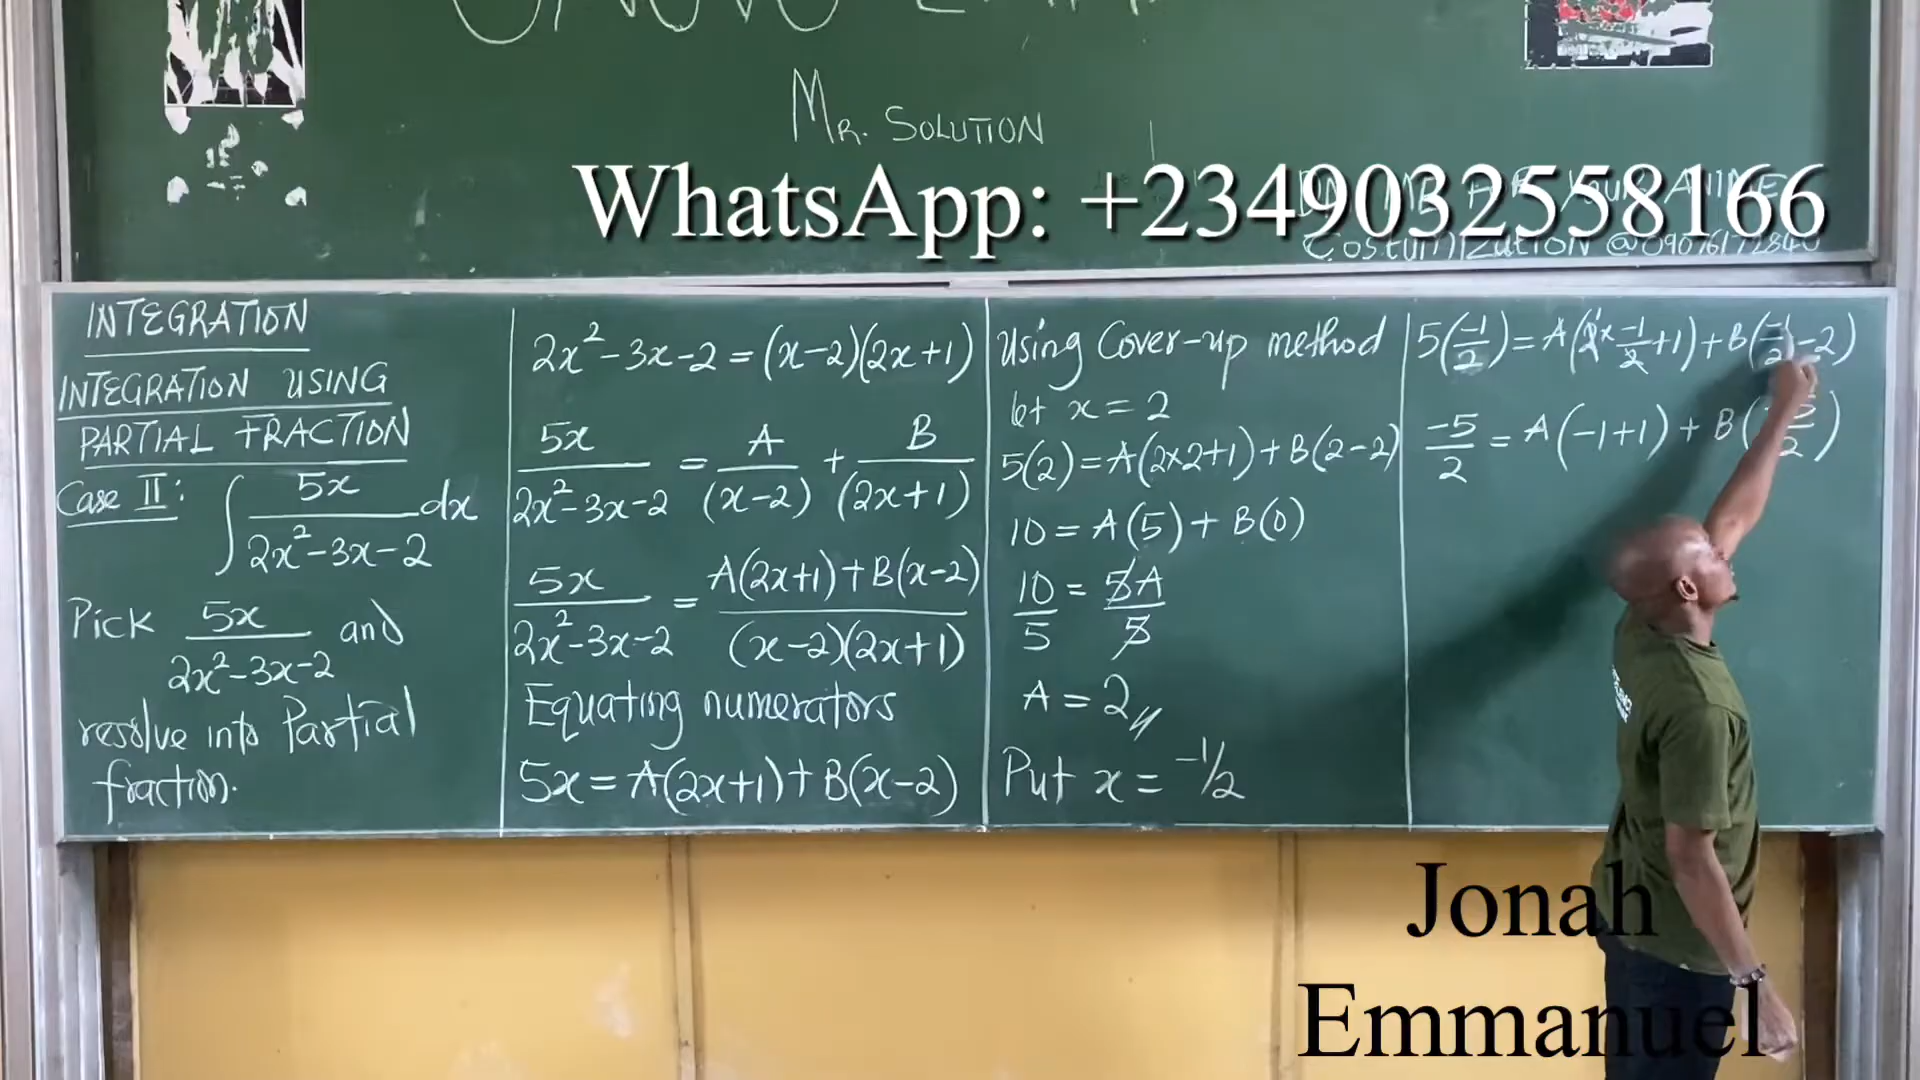 MR. SOLUTION
WhatsApp: +2349032558166
INTEGRATION
INTEGRATION USING
PARTIAL FRACTION
Case II: ∫ 5x / (2x² - 3x - 2) dx
Pick 5x / (2x² - 3x - 2) and
resolve into Partial
fraction.
2x² - 3x - 2 = (x-2)(2x+1)
5x / (2x² - 3x - 2) = A / (x-2) + B / (2x+1)
5x / (2x² - 3x - 2) = A(2x+1) + B(x-2) / (x-2)(2x+1)
Equating numerators
5x = A(2x+1) + B(x-2)
Using Cover-up method
let x = 2
5(2) = A(2×2+1) + B(2-2)
10 = A(5) + B(0)
10/5 = 5A/5
A = 2
Put x = -1/2
5(-1/2) = A(2× -1/2 +1) + B(-1/2 - 2)
-5/2 = A(-1+1) + B(
Jonah
Emmanuel